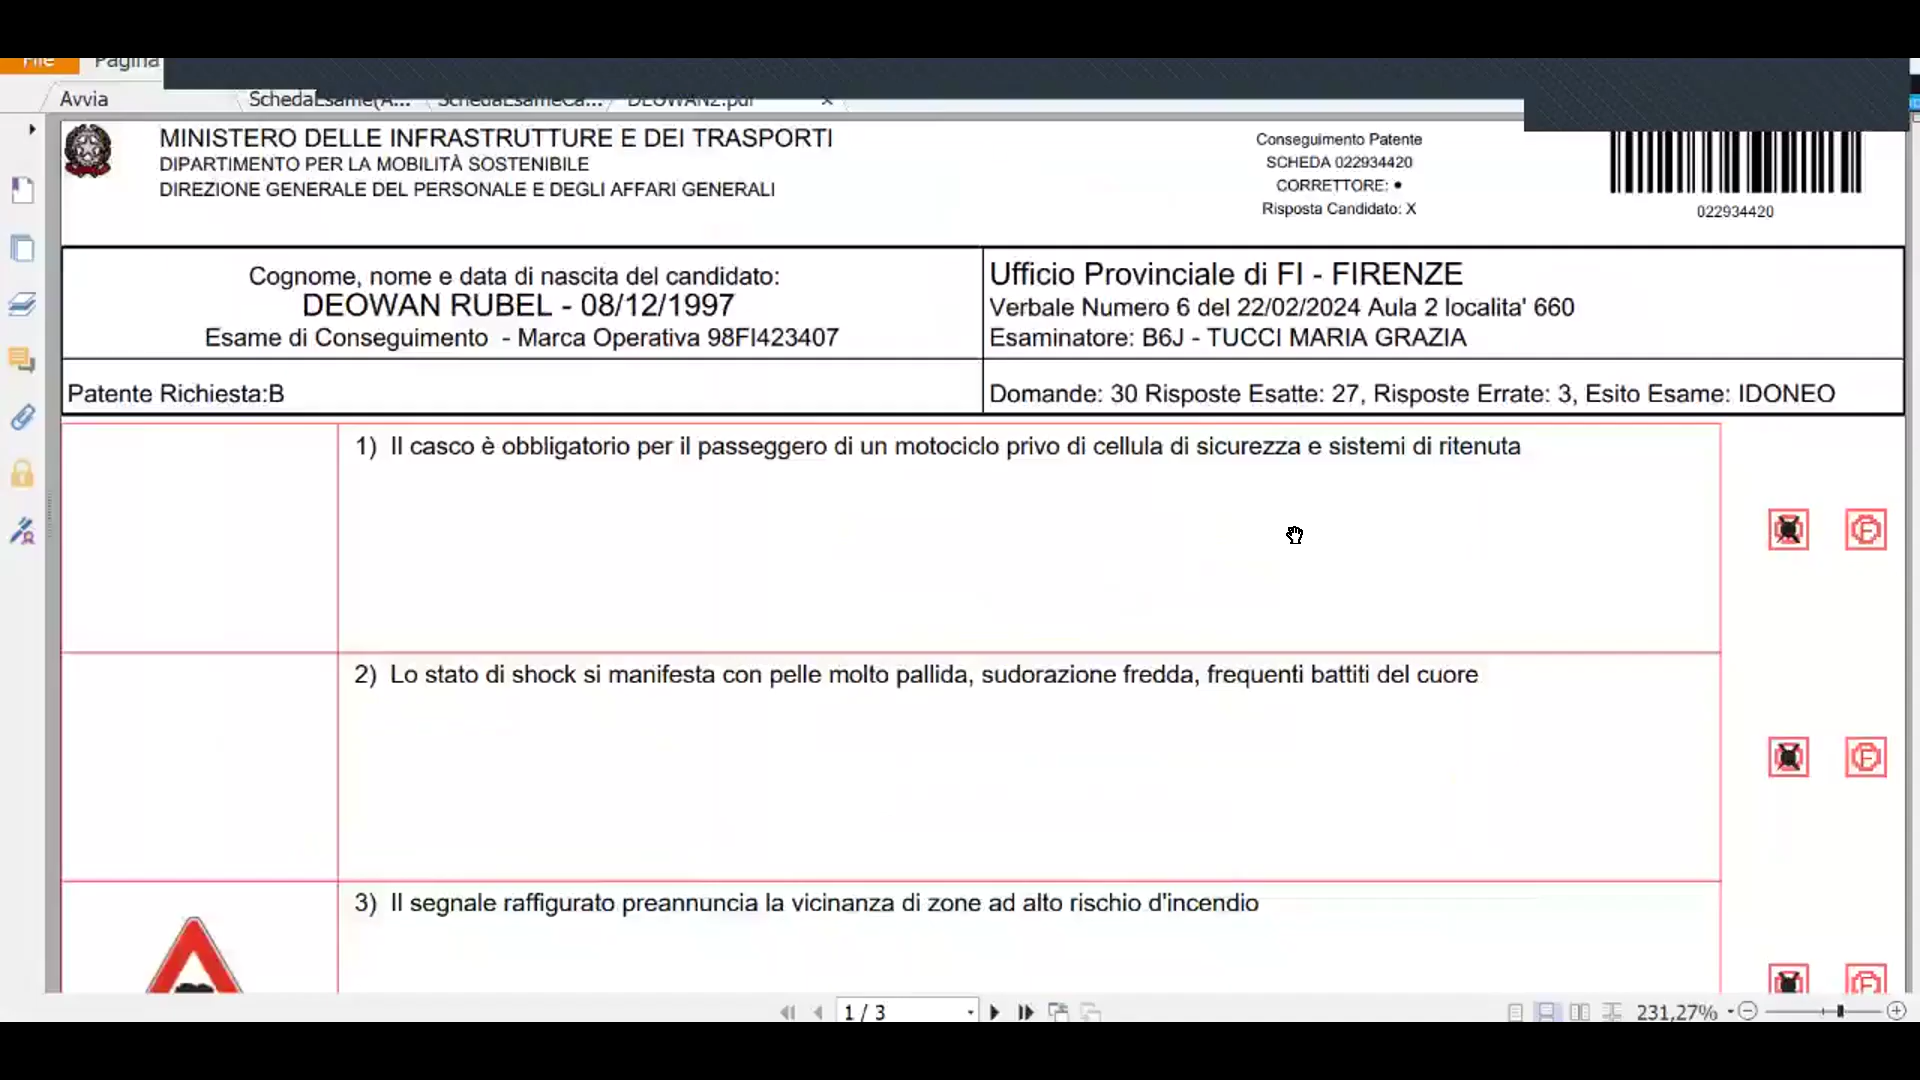 File Pagina
Avvia SchedaEsame(A... SchedaEsameCa... DEOWAN2.pdf ×
MINISTERO DELLE INFRASTRUTTURE E DEI TRASPORTI
DIPARTIMENTO PER LA MOBILITÀ SOSTENIBILE
DIREZIONE GENERALE DEL PERSONALE E DEGLI AFFARI GENERALI
Conseguimento Patente
SCHEDA 022934420
CORRETTORE: •
Risposta Candidato: X
022934420
Cognome, nome e data di nascita del candidato:
DEOWAN RUBEL - 08/12/1997
Esame di Conseguimento - Marca Operativa 98FI423407
Ufficio Provinciale di FI - FIRENZE
Verbale Numero 6 del 22/02/2024 Aula 2 localita' 660
Esaminatore: B6J - TUCCI MARIA GRAZIA
Patente Richiesta:B
Domande: 30 Risposte Esatte: 27, Risposte Errate: 3, Esito Esame: IDONEO
1) Il casco è obbligatorio per il passeggero di un motociclo privo di cellula di sicurezza e sistemi di ritenuta
F
2) Lo stato di shock si manifesta con pelle molto pallida, sudorazione fredda, frequenti battiti del cuore
F
3) Il segnale raffigurato preannuncia la vicinanza di zone ad alto rischio d'incendio
F
1 / 3
231,27%